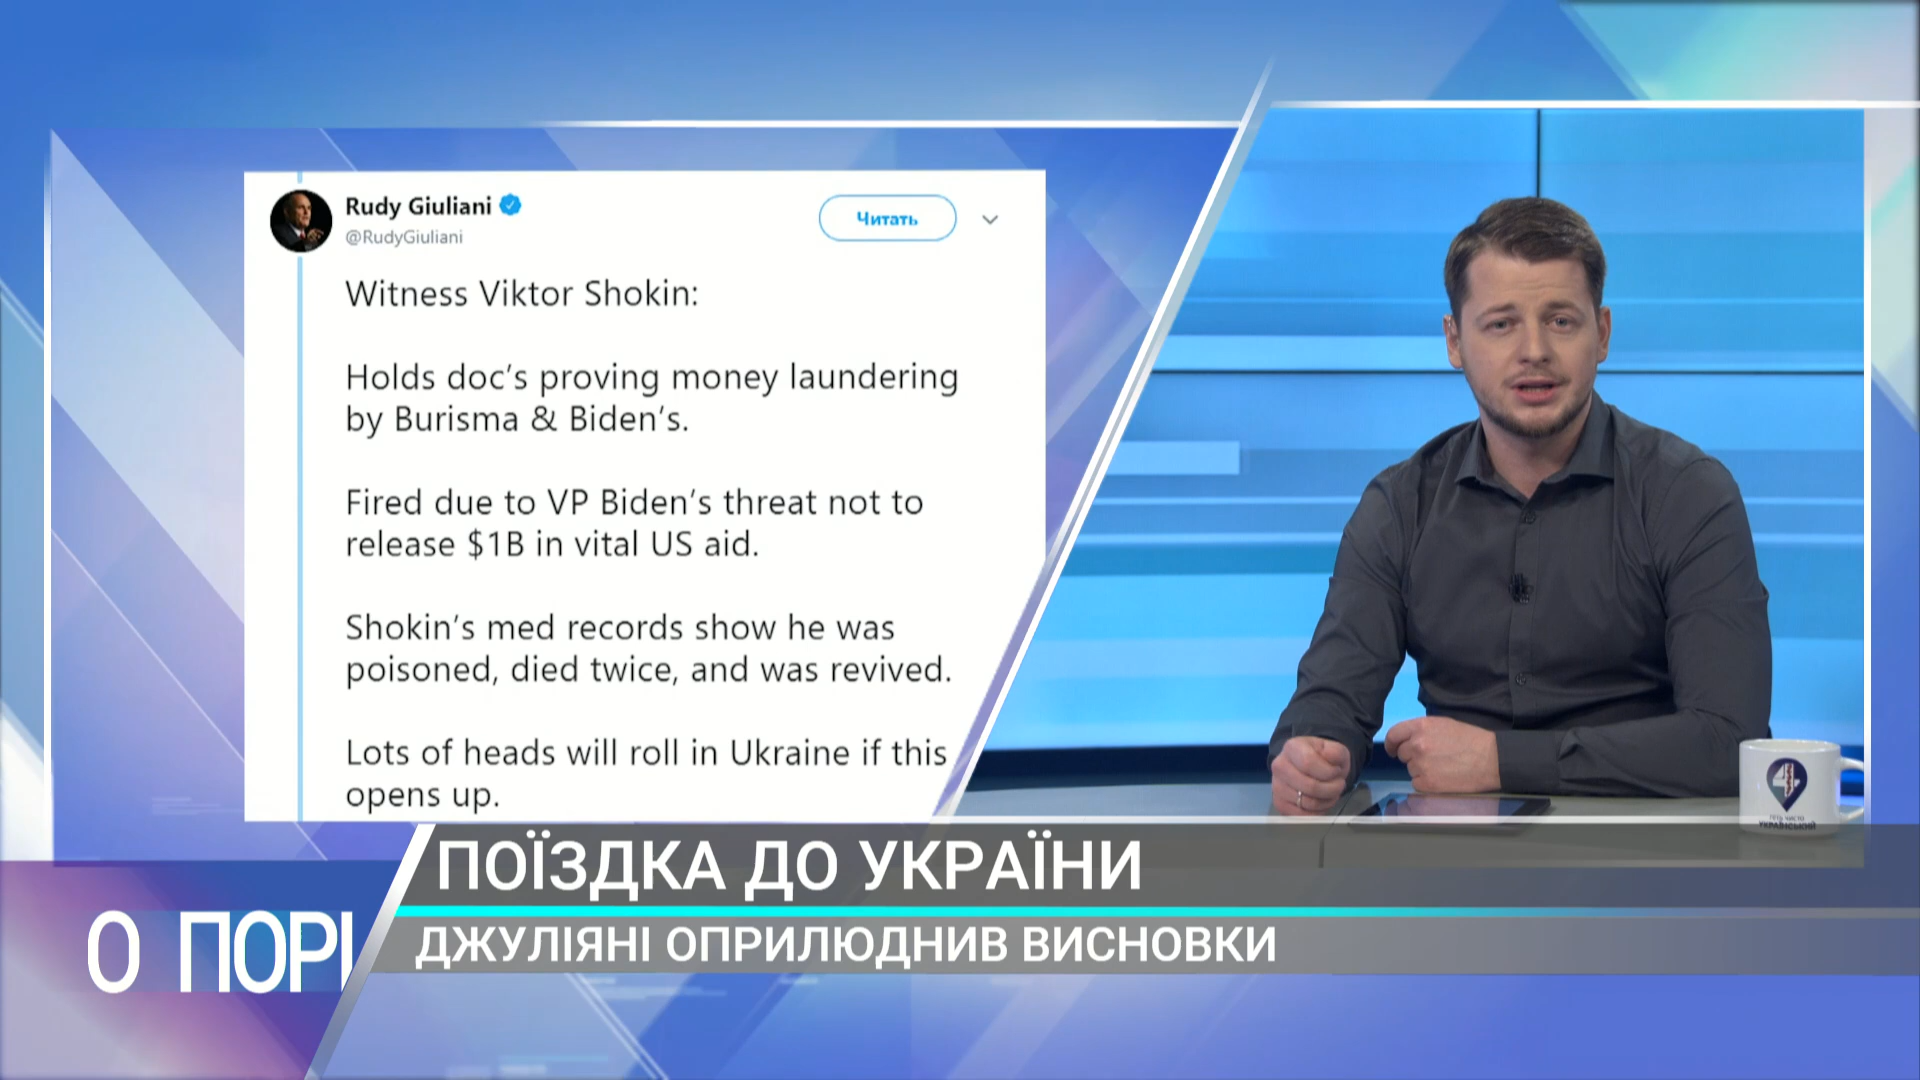 Rudy Giuliani
@RudyGiuliani
Читать
Witness Viktor Shokin:
Holds doc's proving money laundering
by Burisma & Biden's.
Fired due to VP Biden's threat not to
release $1B in vital US aid.
Shokin's med records show he was
poisoned, died twice, and was revived.
Lots of heads will roll in Ukraine if this
opens up.
4
УКРАЇНСЬКИЙ
ПОЇЗДКА ДО УКРАЇНИ
ДЖУЛІЯНІ ОПРИЛЮДНИВ ВИСНОВКИ
О ПОРІ